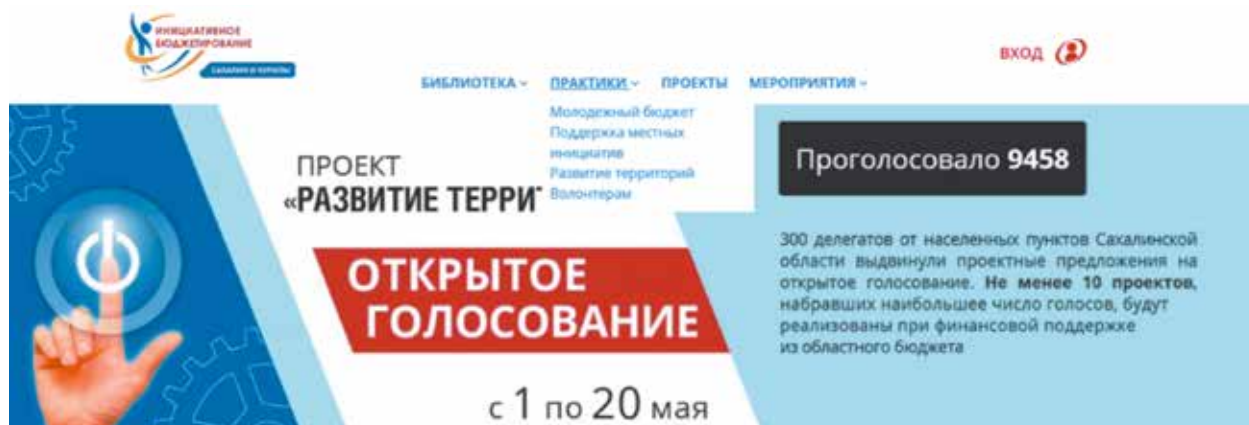 ИНИЦИАТИВНОЕ
БЮДЖЕТИРОВАНИЕ
САХАЛИН И КУРИЛЫ
ВХОД
БИБЛИОТЕКА ПРАКТИКИ ПРОЕКТЫ МЕРОПРИЯТИЯ
Молодежный бюджет
Поддержка местных
инициатив
Развитие территорий
Волонтерам
ПРОЕКТ
«РАЗВИТИЕ ТЕРРИ
ОТКРЫТОЕ
ГОЛОСОВАНИЕ
с 1 по 20 мая
Проголосовало 9458
300 делегатов от населенных пунктов Сахалинской
области выдвинули проектные предложения на
открытое голосование. Не менее 10 проектов,
набравших наибольшее число голосов, будут
реализованы при финансовой поддержке
из областного бюджета